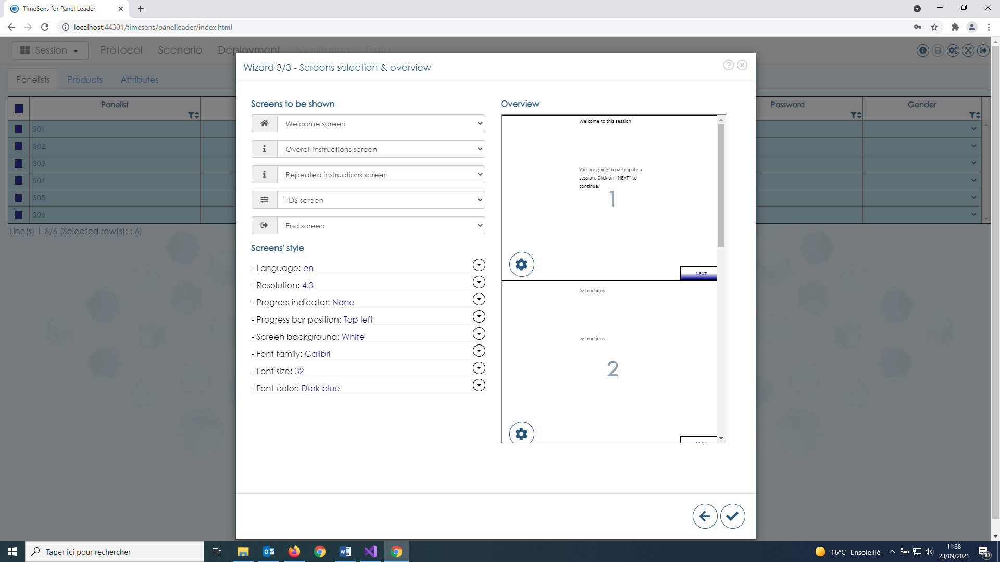 TimeSens for Panel Leader
localhost:44301/timesens/panelleader/index.html
Session Protocol Scenario Deployment Monitoring Data
Wizard 3/3 - Screens selection & overview
Panelists Products Attributes
Panelist Password Gender
S01
S02
S03
S04
S05
S06
Line(s) 1-6/6 (Selected row(s): : 6)
Screens to be shown
Welcome screen
Overall instructions screen
Repeated instructions screen
TDS screen
End screen
Screens' style
- Language: en
- Resolution: 4:3
- Progress indicator: None
- Progress bar position: Top left
- Screen background: White
- Font family: Calibri
- Font size: 32
- Font color: Dark blue
Overview
Welcome to this session
You are going to participate a
session. Click on "NEXT" to
continue.
1
NEXT
Instructions
Instructions
2
NEXT
Taper ici pour rechercher
16°C Ensoleillé
11:38
23/09/2021
10